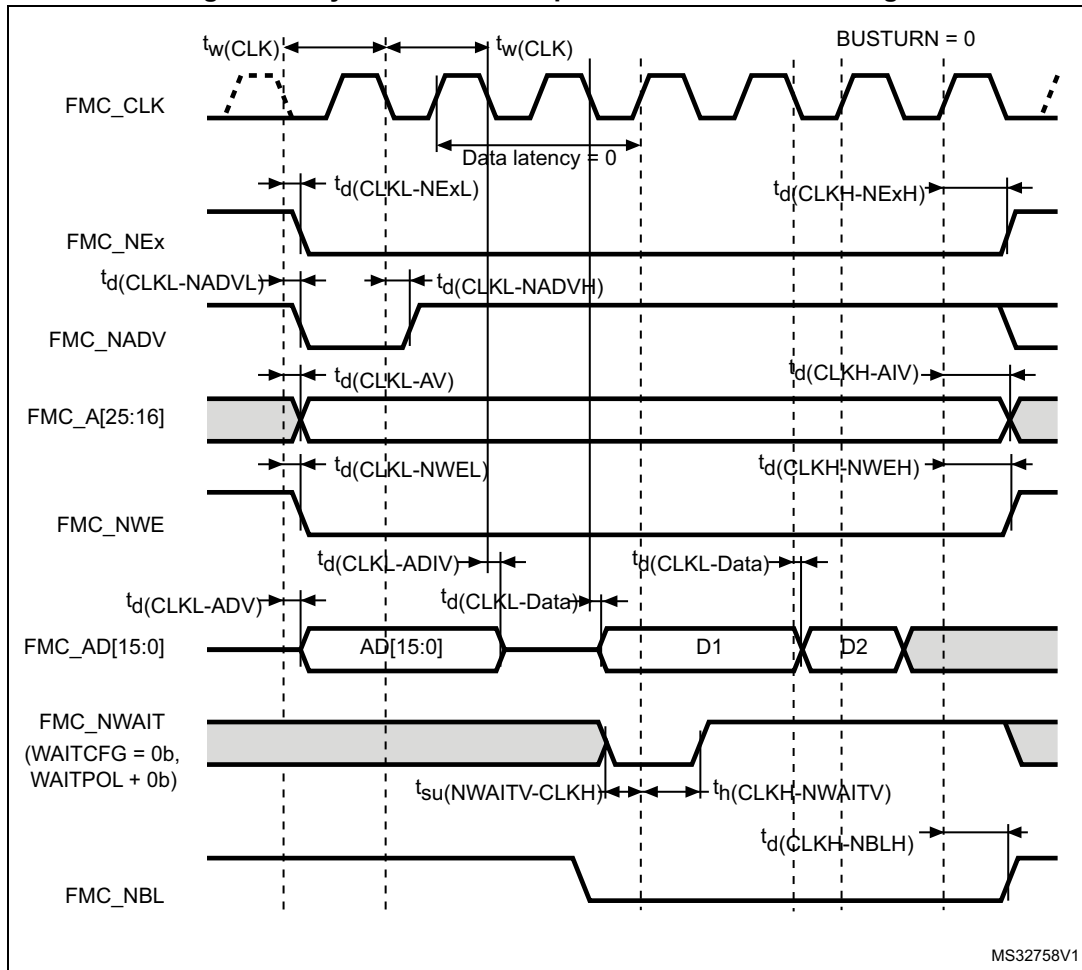 tw(CLK) tw(CLK) BUSTURN = 0
FMC_CLK
Data latency = 0
td(CLKL-NExL) td(CLKH-NExH)
FMC_NEx
td(CLKL-NADVL) td(CLKL-NADVH)
FMC_NADV
td(CLKL-AV) td(CLKH-AIV)
FMC_A[25:16]
td(CLKL-NWEL) td(CLKH-NWEH)
FMC_NWE
td(CLKL-ADIV) td(CLKL-Data)
td(CLKL-ADV) td(CLKL-Data)
FMC_AD[15:0] AD[15:0] D1 D2
FMC_NWAIT
(WAITCFG = 0b,
WAITPOL + 0b)
tsu(NWAITV-CLKH) th(CLKH-NWAITV)
td(CLKH-NBLH)
FMC_NBL
MS32758V1